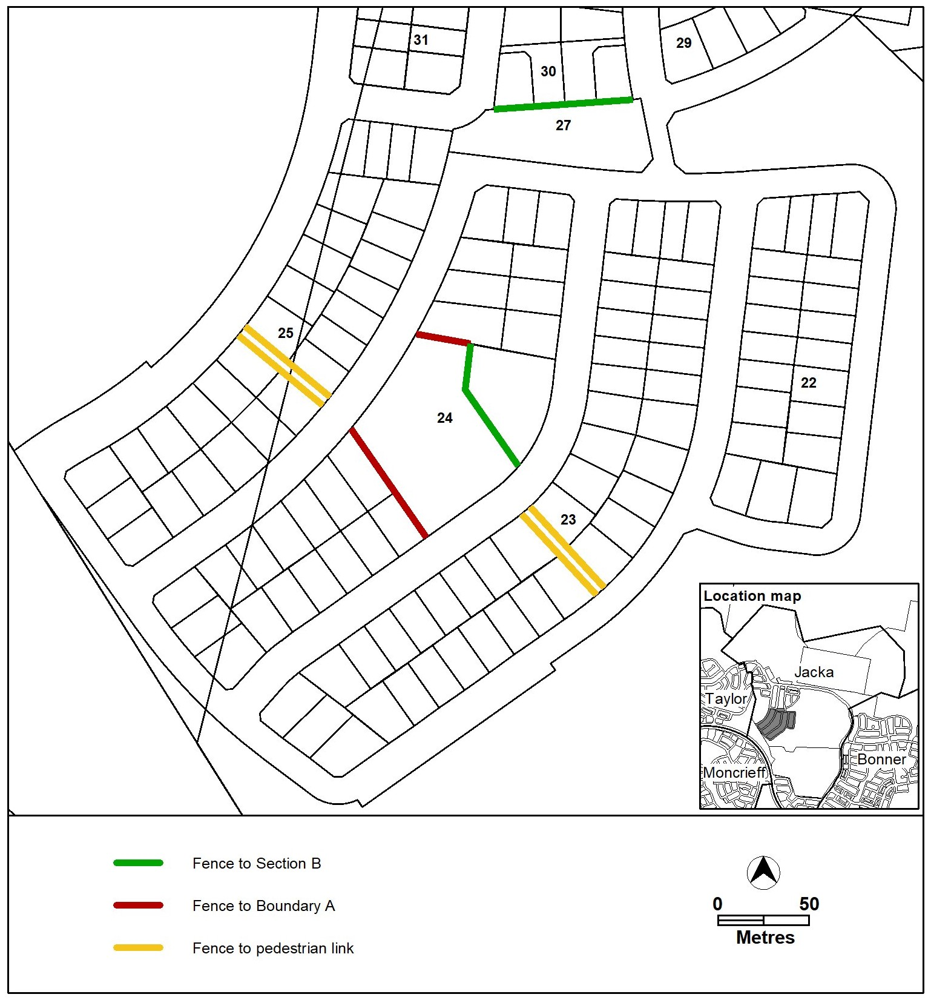 31
29
30
27
25
22
24
23
Location map
Jacka
Taylor
Bonner
Moncrieff
Fence to Section B
Fence to Boundary A
Fence to pedestrian link
0 50
Metres